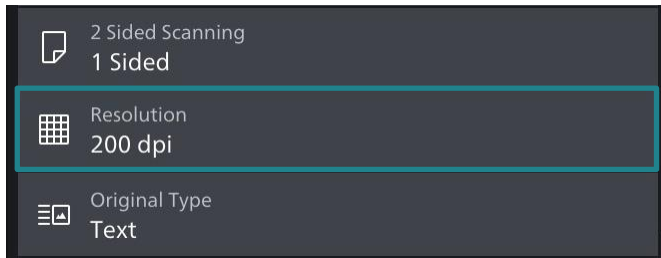 2 Sided Scanning
1 Sided
Resolution
200 dpi
Original Type
Text